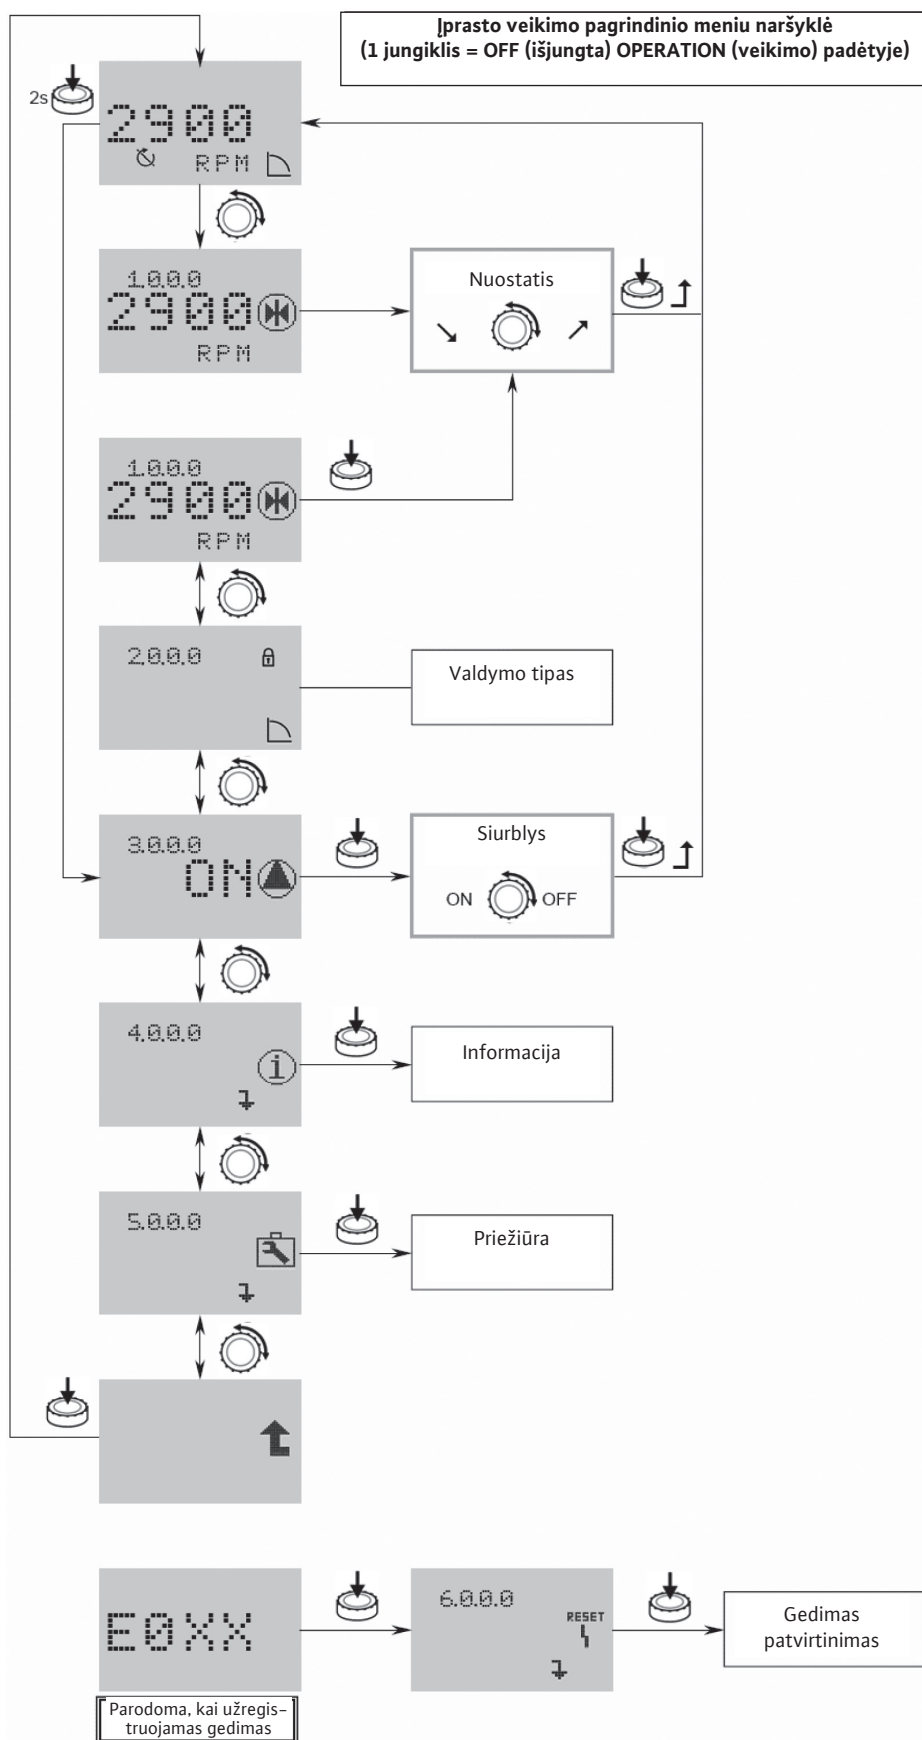 Įprasto veikimo pagrindinio meniu naršyklė
(1 jungiklis = OFF (išjungta) OPERATION (veikimo) padėtyje)
2s
2900
RPM
1.0.0.0
2900
RPM
Nuostatis
1.0.0.0
2900
RPM
2.0.0.0
Valdymo tipas
3.0.0.0
ON
Siurblys
ON OFF
4.0.0.0
i
Informacija
5.0.0.0
Priežiūra
E0XX
6.0.0.0
RESET
Gedimas
patvirtinimas
Parodoma, kai užregis-
truojamas gedimas